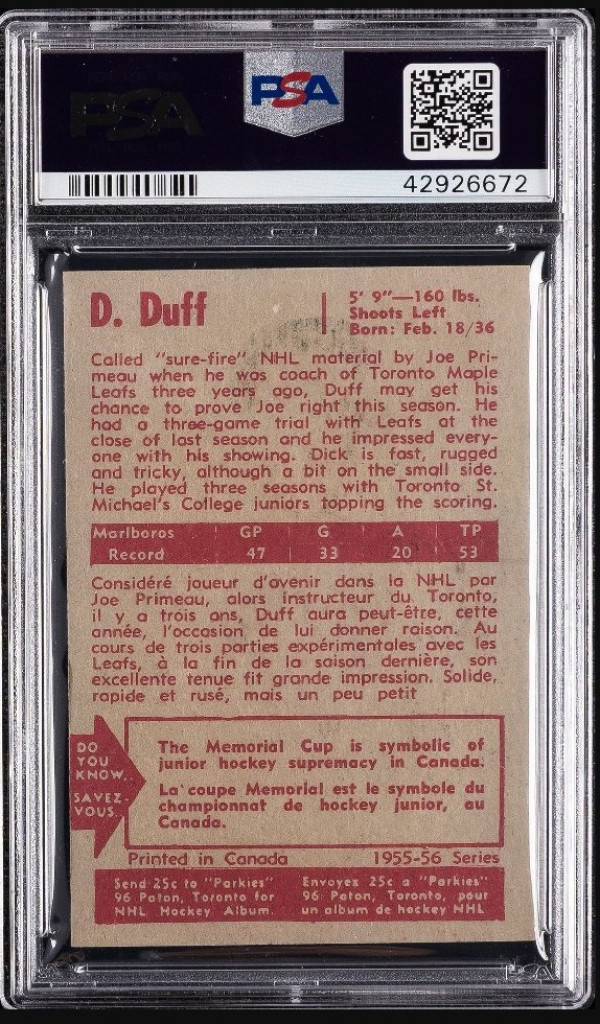 PSA
PSA
42926672
D. Duff
5' 9"—160 lbs.
Shoots Left
Born: Feb. 18/36
Called "sure-fire" NHL material by Joe Pri-
meau when he was coach of Toronto Maple
Leafs three years ago, Duff may get his
chance to prove Joe right this season. He
had a three-game trial with Leafs at the
close of last season and he impressed every-
one with his showing. Dick is fast, rugged
and tricky, although a bit on the small side.
He played three seasons with Toronto St.
Michael's College juniors topping the scoring.
Marlboros GP G A TP
Record 47 33 20 53
Considéré joueur d'avenir dans la NHL par
Joe Primeau, alors instructeur du Toronto,
il y a trois ans, Duff aura peut-être, cette
année, l'occasion de lui donner raison. Au
cours de trois parties expérimentales avec les
Leafs, à la fin de la saison dernière, son
excellente tenue fit grande impression. Solide,
rapide et rusé, mais un peu petit
DO
YOU
KNOW..
SAVEZ-
VOUS..
The Memorial Cup is symbolic of
junior hockey supremacy in Canada.
La coupe Memorial est le symbole du
championnat de hockey junior, au
Canada.
Printed in Canada 1955-56 Series
Send 25c to "Parkies"
96 Paton, Toronto for
NHL Hockey Album.
Envoyez 25c a "Parkies"
96 Paton, Toronto, pour
un album de hockey NHL